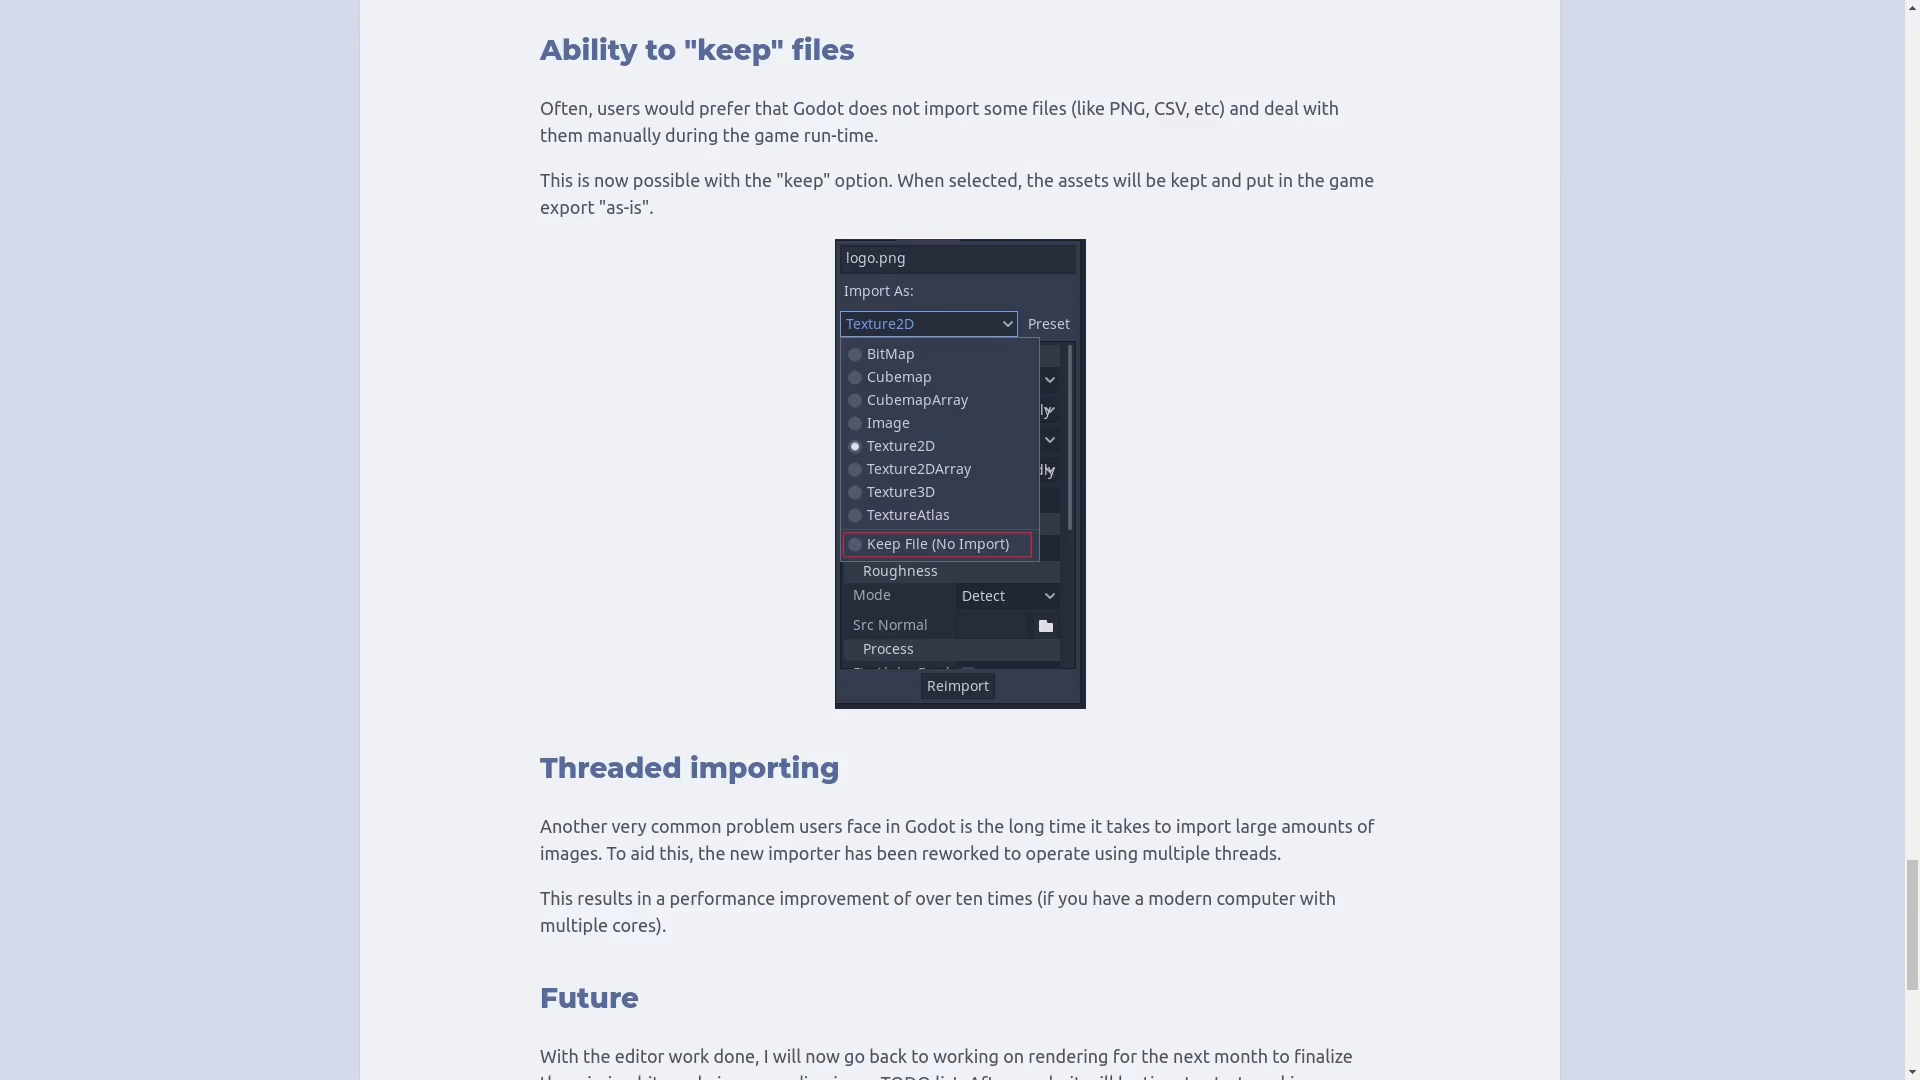 Ability to "keep" files
Often, users would prefer that Godot does not import some files (like PNG, CSV, etc) and deal with
them manually during the game run-time.
This is now possible with the "keep" option. When selected, the assets will be kept and put in the game
export "as-is".
logo.png
Import As:
Texture2D
Preset
BitMap
Cubemap
CubemapArray
Image
Texture2D
Texture2DArray
Texture3D
TextureAtlas
Keep File (No Import)
Roughness
Mode Detect
Src Normal
Process
Reimport
Threaded importing
Another very common problem users face in Godot is the long time it takes to import large amounts of
images. To aid this, the new importer has been reworked to operate using multiple threads.
This results in a performance improvement of over ten times (if you have a modern computer with
multiple cores).
Future
With the editor work done, I will now go back to working on rendering for the next month to finalize